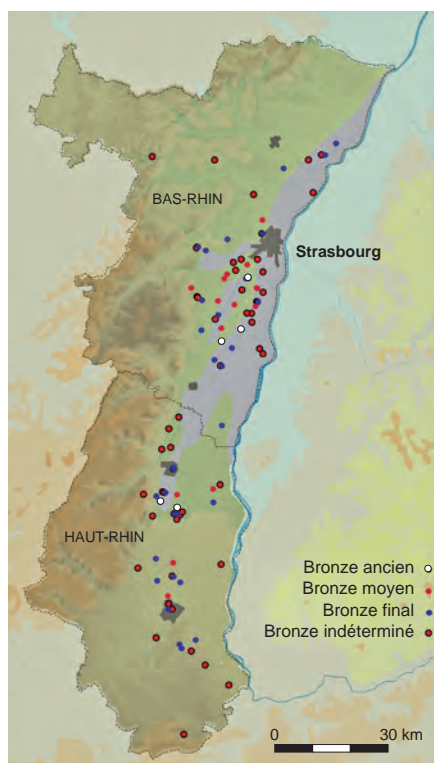 BAS-RHIN
Strasbourg
HAUT-RHIN
Bronze ancien
Bronze moyen
Bronze final
Bronze indéterminé
0 30 km